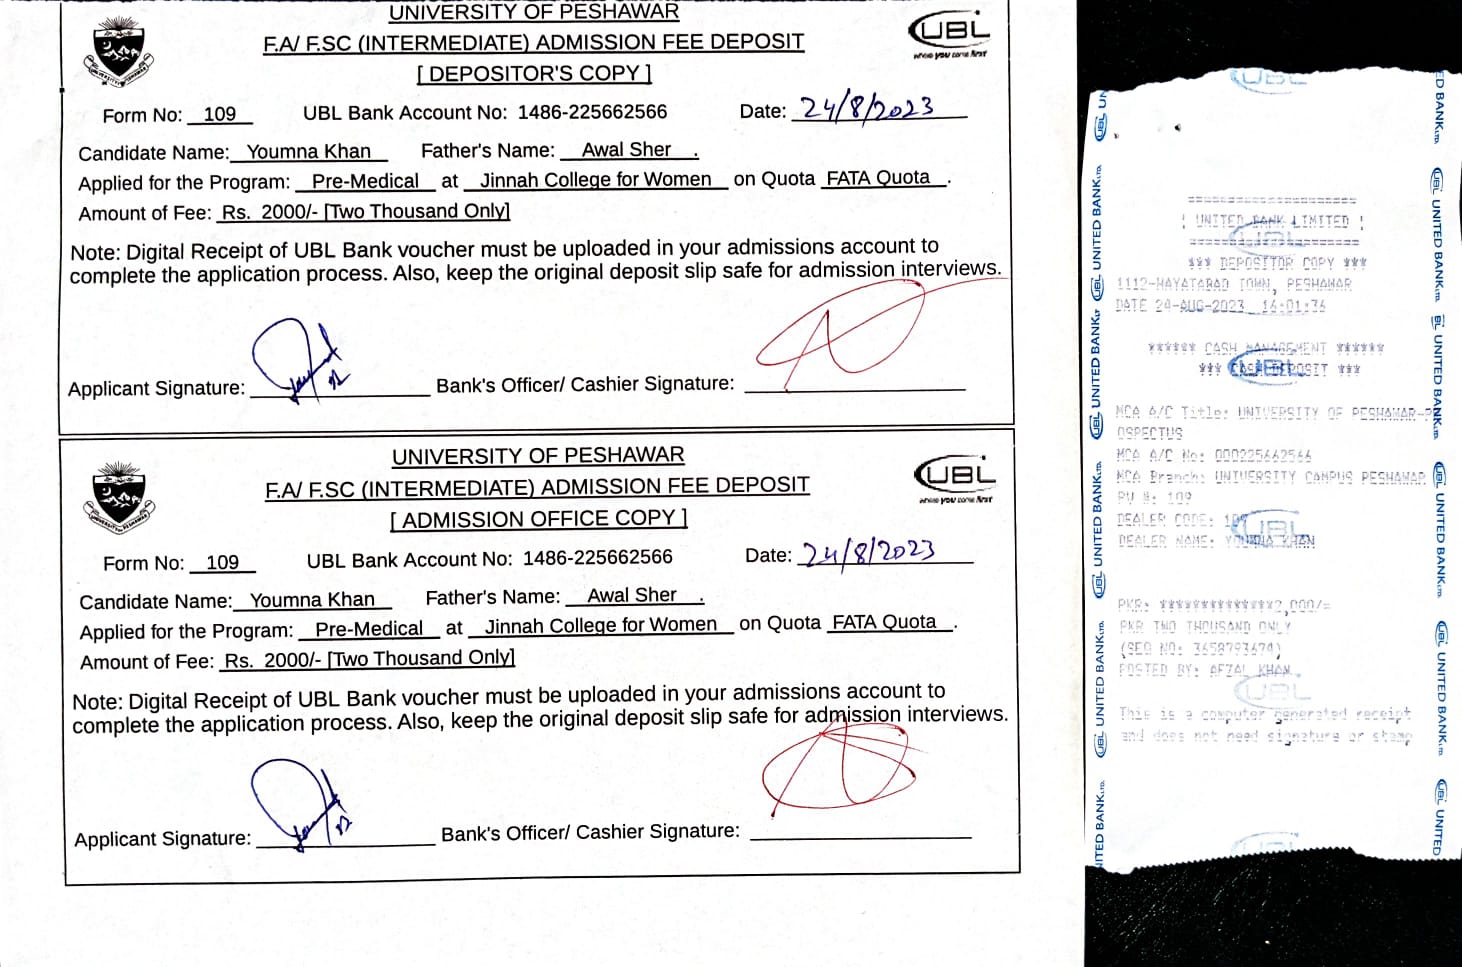 UNIVERSITY OF PESHAWAR
F.A/ F.SC (INTERMEDIATE) ADMISSION FEE DEPOSIT
[ DEPOSITOR'S COPY ]
UBL
where you come first
Form No: 109 UBL Bank Account No: 1486-225662566 Date: 24/8/2023
Candidate Name: Youmna Khan Father's Name: Awal Sher .
Applied for the Program: Pre-Medical at Jinnah College for Women on Quota FATA Quota .
Amount of Fee: Rs. 2000/- [Two Thousand Only]
Note: Digital Receipt of UBL Bank voucher must be uploaded in your admissions account to
complete the application process. Also, keep the original deposit slip safe for admission interviews.
Applicant Signature: Bank's Officer/ Cashier Signature:
UNIVERSITY OF PESHAWAR
F.A/ F.SC (INTERMEDIATE) ADMISSION FEE DEPOSIT
[ ADMISSION OFFICE COPY ]
UBL
where you come first
Form No: 109 UBL Bank Account No: 1486-225662566 Date: 24/8/2023
Candidate Name: Youmna Khan Father's Name: Awal Sher .
Applied for the Program: Pre-Medical at Jinnah College for Women on Quota FATA Quota .
Amount of Fee: Rs. 2000/- [Two Thousand Only]
Note: Digital Receipt of UBL Bank voucher must be uploaded in your admissions account to
complete the application process. Also, keep the original deposit slip safe for admission interviews.
Applicant Signature: Bank's Officer/ Cashier Signature:
=====================
! UNITED BANK LIMITED !
=====================
*** DEPOSITOR COPY ***
1112-HAYATABAD TOWN, PESHAWAR
DATE 24-AUG-2023 16:01:36
****** CASH MANAGEMENT ******
*** CASH DEPOSIT ***
MCA A/C Title: UNIVERSITY OF PESHAWAR-PR
OSPECTUS
MCA A/C No: 000225662566
MCA Branch: UNIVERSITY CAMPUS PESHAWAR
RV #: 109
DEALER CODE: 109
DEALER NAME: YOUMNA KHAN
PKR: ***************2,000/=
PKR TWO THOUSAND ONLY
(SEQ NO: 3658793674)
POSTED BY: AFZAL KHAN
This is a computer generated receipt
and does not need signature or stamp
UBL UNITED BANK LTD.